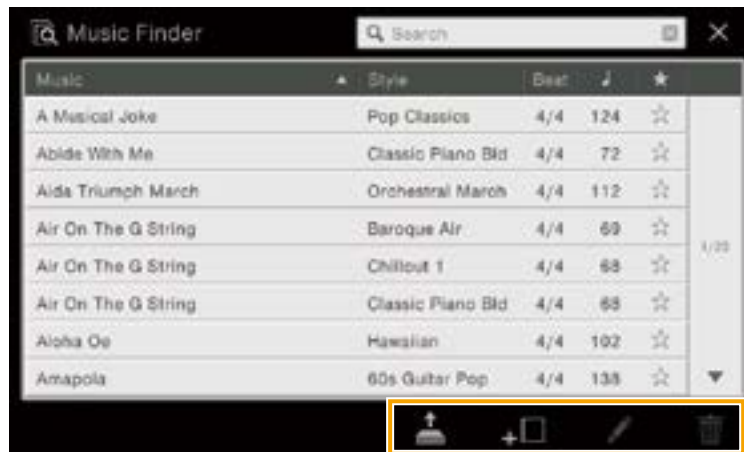 Music Finder Search
Music Style Beat
A Musical Joke Pop Classics 4/4 124
Abide With Me Classic Piano Bld 4/4 72
Aida Triumph March Orchestral March 4/4 112
Air On The G String Baroque Air 4/4 69
Air On The G String Chillout 1 4/4 68
Air On The G String Classic Piano Bld 4/4 68
Aloha Oe Hawaiian 4/4 102
Amapola 60s Guitar Pop 4/4 138